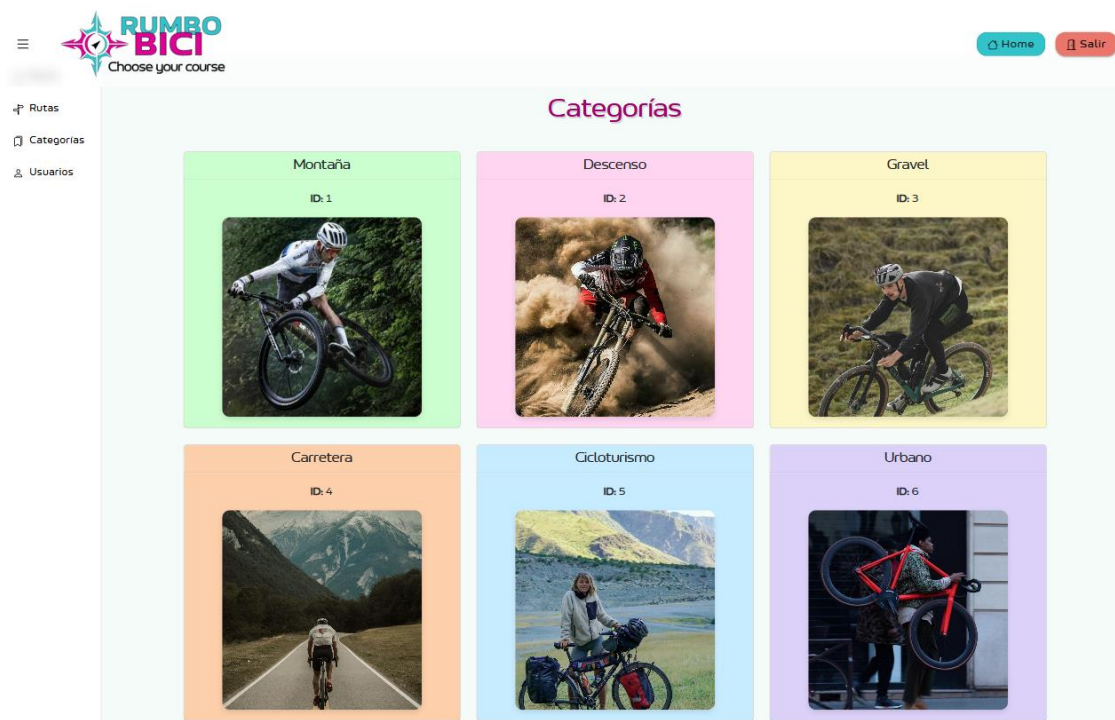 RUMBO
BICI
Choose your course
Home
Salir
Rutas
Categorías
Usuarios
Categorías
Montaña
ID: 1
Descenso
ID: 2
Gravel
ID: 3
Carretera
ID: 4
Cicloturismo
ID: 5
Urbano
ID: 6